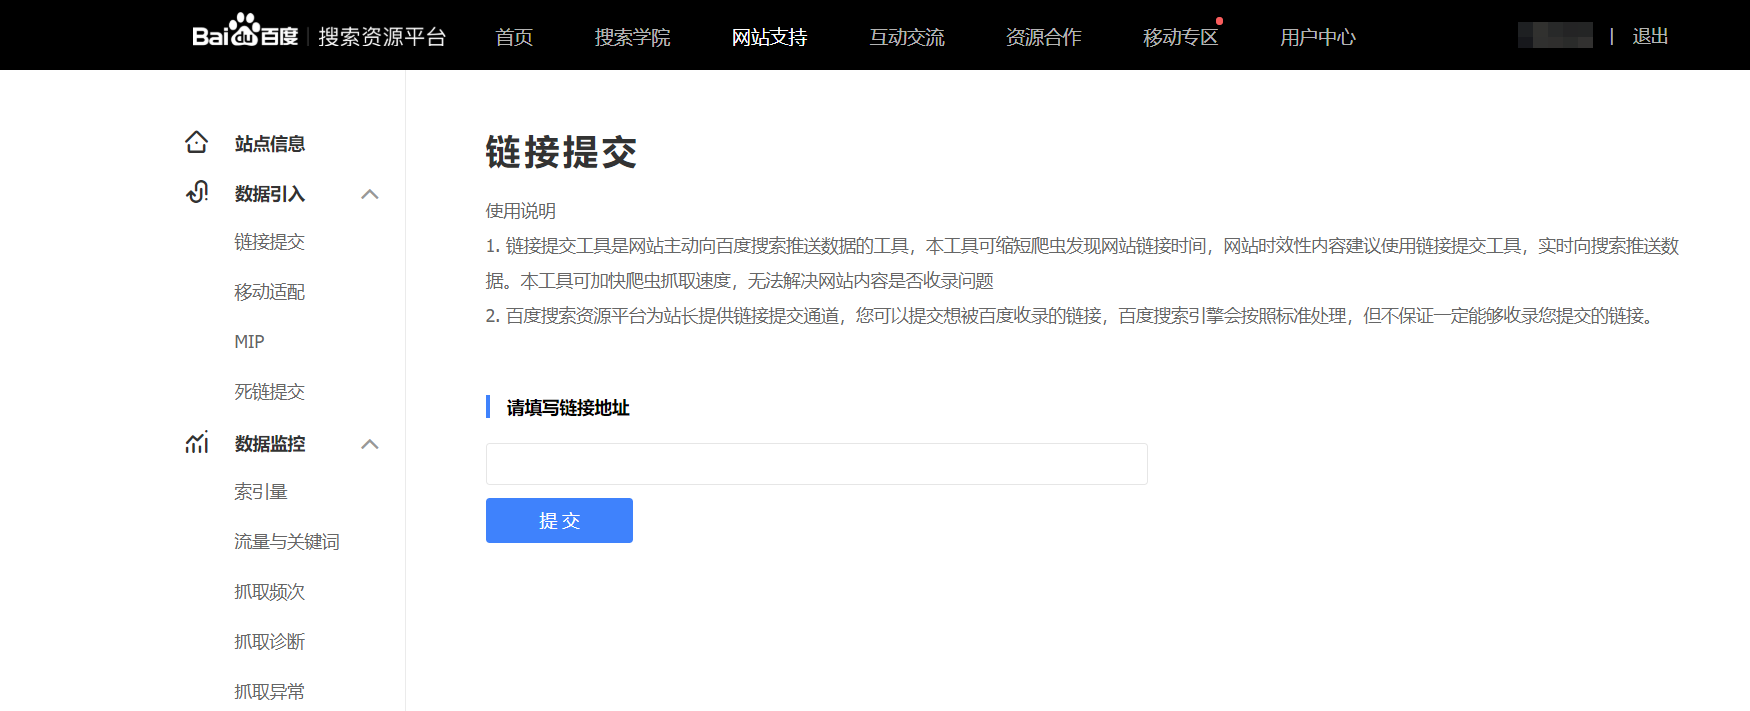 Bai du 百度 | 搜索资源平台 首页 搜索学院 网站支持 互动交流 资源合作 移动专区 用户中心 | 退出
站点信息
数据引入
链接提交
移动适配
MIP
死链提交
数据监控
索引量
流量与关键词
抓取频次
抓取诊断
抓取异常
链接提交
使用说明
1. 链接提交工具是网站主动向百度搜索推送数据的工具，本工具可缩短爬虫发现网站链接时间，网站时效性内容建议使用链接提交工具，实时向搜索推送数
据。本工具可加快爬虫抓取速度，无法解决网站内容是否收录问题
2. 百度搜索资源平台为站长提供链接提交通道，您可以提交想被百度收录的链接，百度搜索引擎会按照标准处理，但不保证一定能够收录您提交的链接。
请填写链接地址
提交